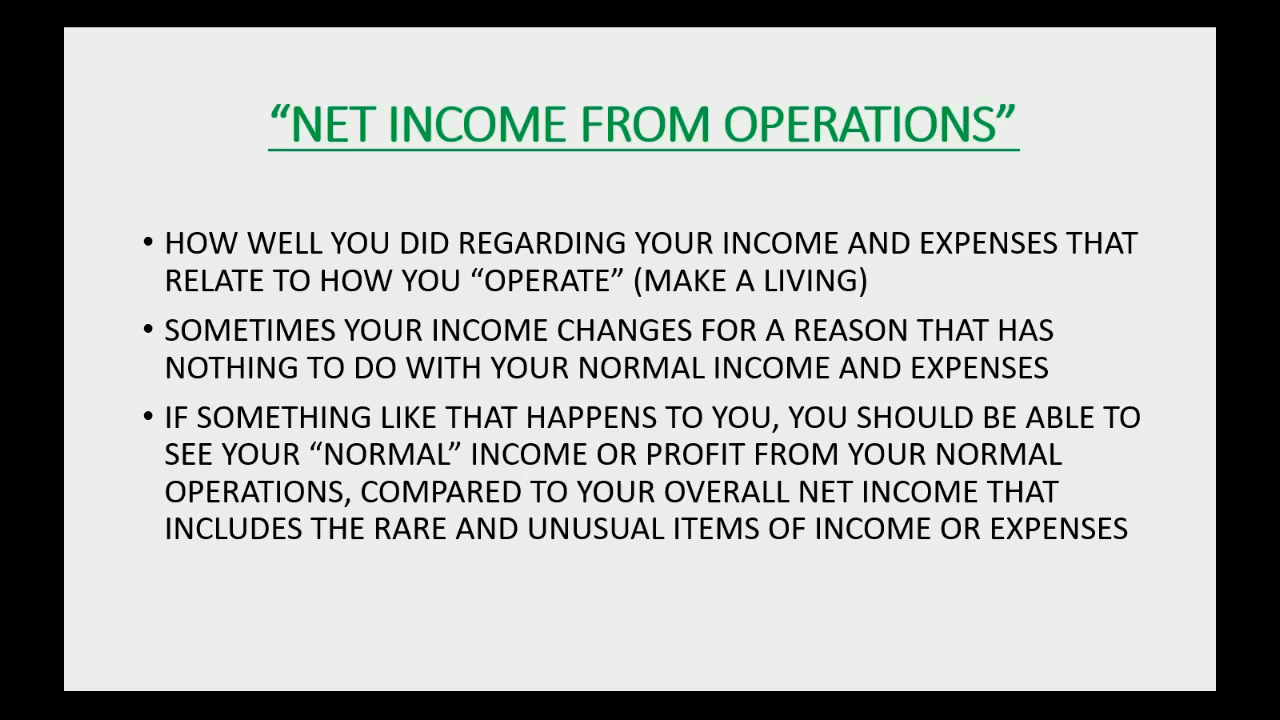 “NET INCOME FROM OPERATIONS”
• HOW WELL YOU DID REGARDING YOUR INCOME AND EXPENSES THAT
RELATE TO HOW YOU “OPERATE” (MAKE A LIVING)
• SOMETIMES YOUR INCOME CHANGES FOR A REASON THAT HAS
NOTHING TO DO WITH YOUR NORMAL INCOME AND EXPENSES
• IF SOMETHING LIKE THAT HAPPENS TO YOU, YOU SHOULD BE ABLE TO
SEE YOUR “NORMAL” INCOME OR PROFIT FROM YOUR NORMAL
OPERATIONS, COMPARED TO YOUR OVERALL NET INCOME THAT
INCLUDES THE RARE AND UNUSUAL ITEMS OF INCOME OR EXPENSES